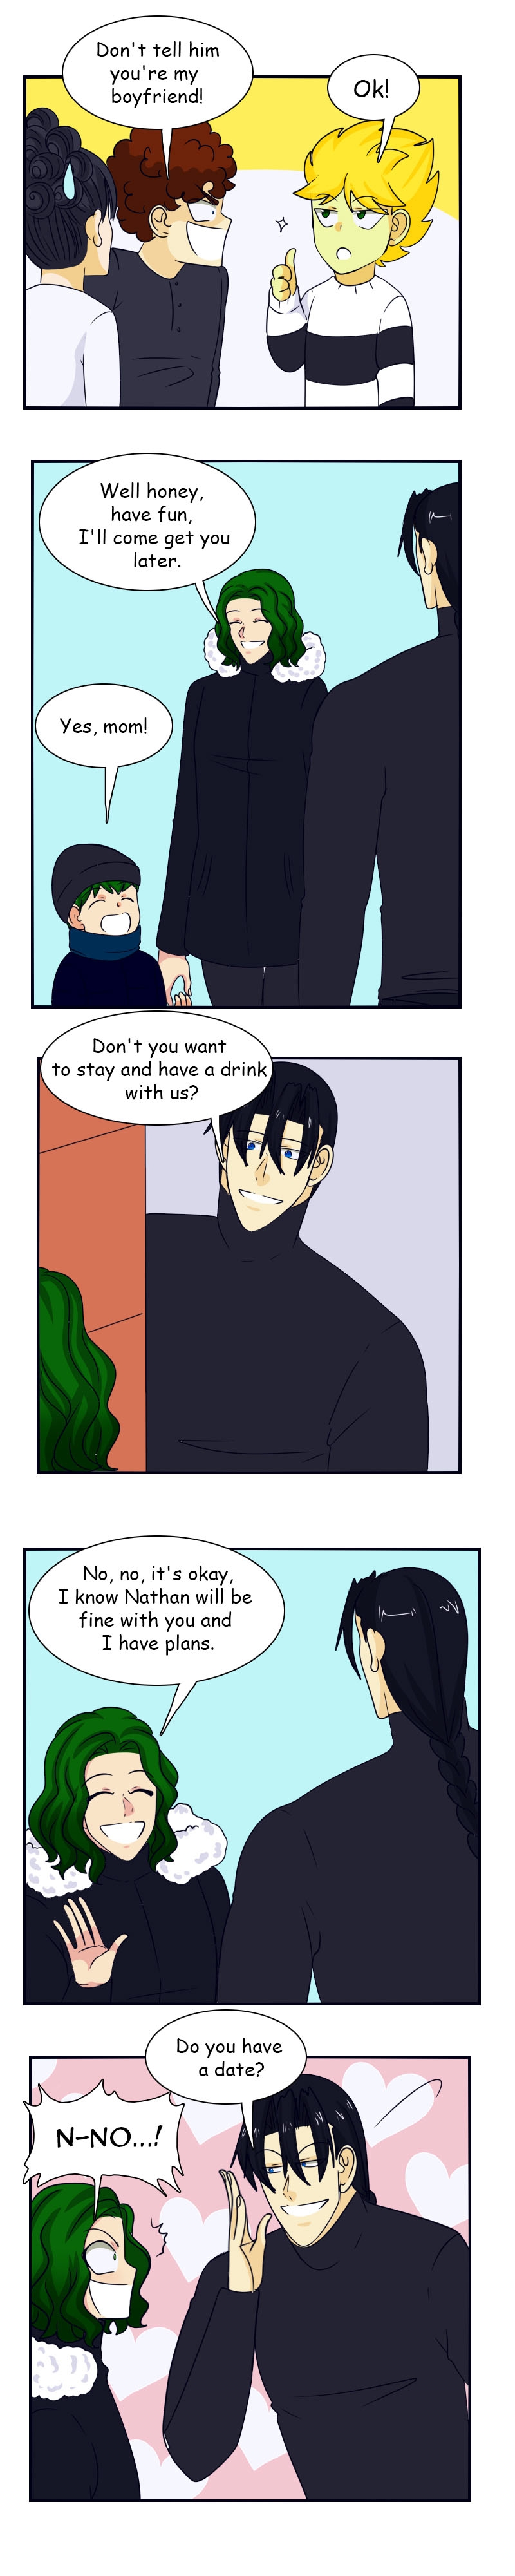 Don't tell him
you're my
boyfriend!
Ok!
Well honey,
have fun,
I'll come get you
later.
Yes, mom!
Don't you want
to stay and have a drink
with us?
No, no, it's okay,
I know Nathan will be
fine with you and
I have plans.
Do you have
a date?
N-NO...!